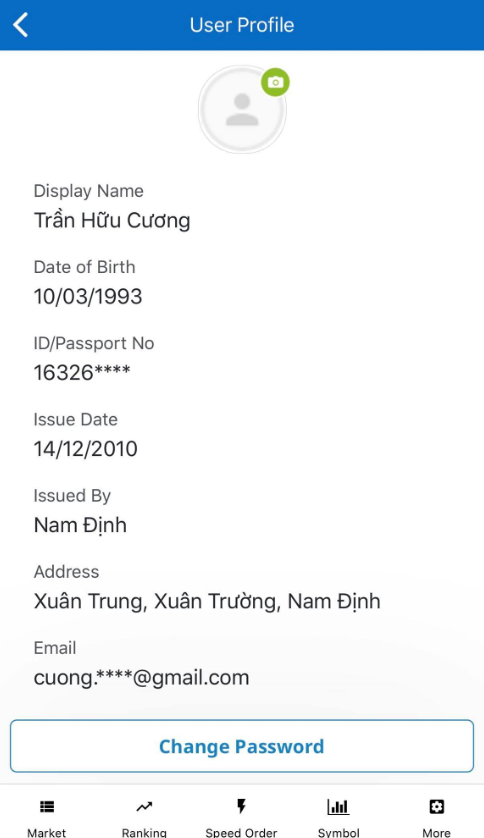 User Profile
Display Name
Trần Hữu Cương
Date of Birth
10/03/1993
ID/Passport No
16326****
Issue Date
14/12/2010
Issued By
Nam Định
Address
Xuân Trung, Xuân Trường, Nam Định
Email
cuong.****@gmail.com
Change Password
Market Ranking Speed Order Symbol More